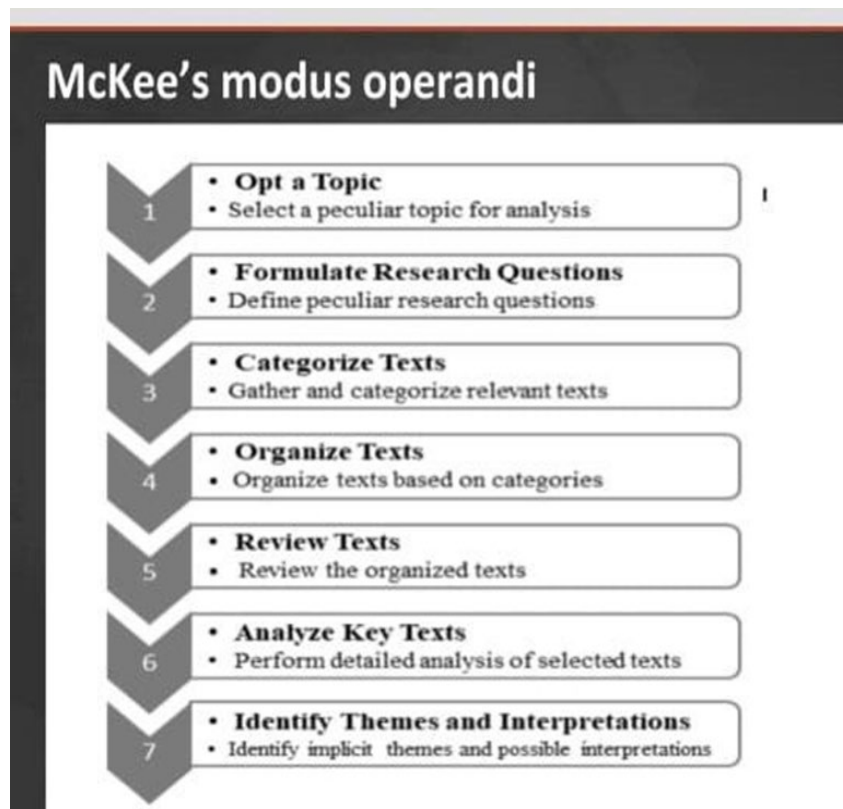 McKee's modus operandi
1
• Opt a Topic
• Select a peculiar topic for analysis
2
• Formulate Research Questions
• Define peculiar research questions
3
• Categorize Texts
• Gather and categorize relevant texts
4
• Organize Texts
• Organize texts based on categories
5
• Review Texts
• Review the organized texts
6
• Analyze Key Texts
• Perform detailed analysis of selected texts
7
• Identify Themes and Interpretations
• Identify implicit themes and possible interpretations